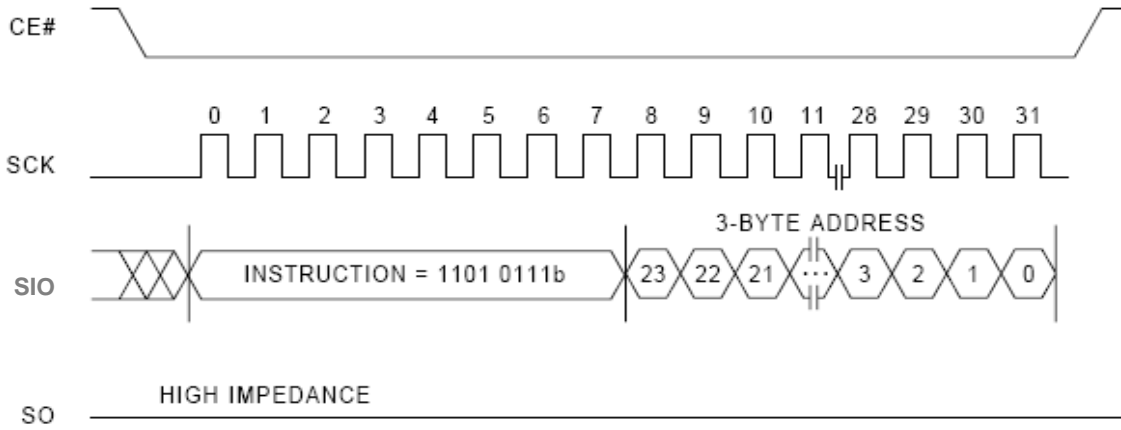 CE#
0 1 2 3 4 5 6 7 8 9 10 11 28 29 30 31
SCK
3-BYTE ADDRESS
SIO INSTRUCTION = 1101 0111b 23 22 21 ... 3 2 1 0
HIGH IMPEDANCE
SO